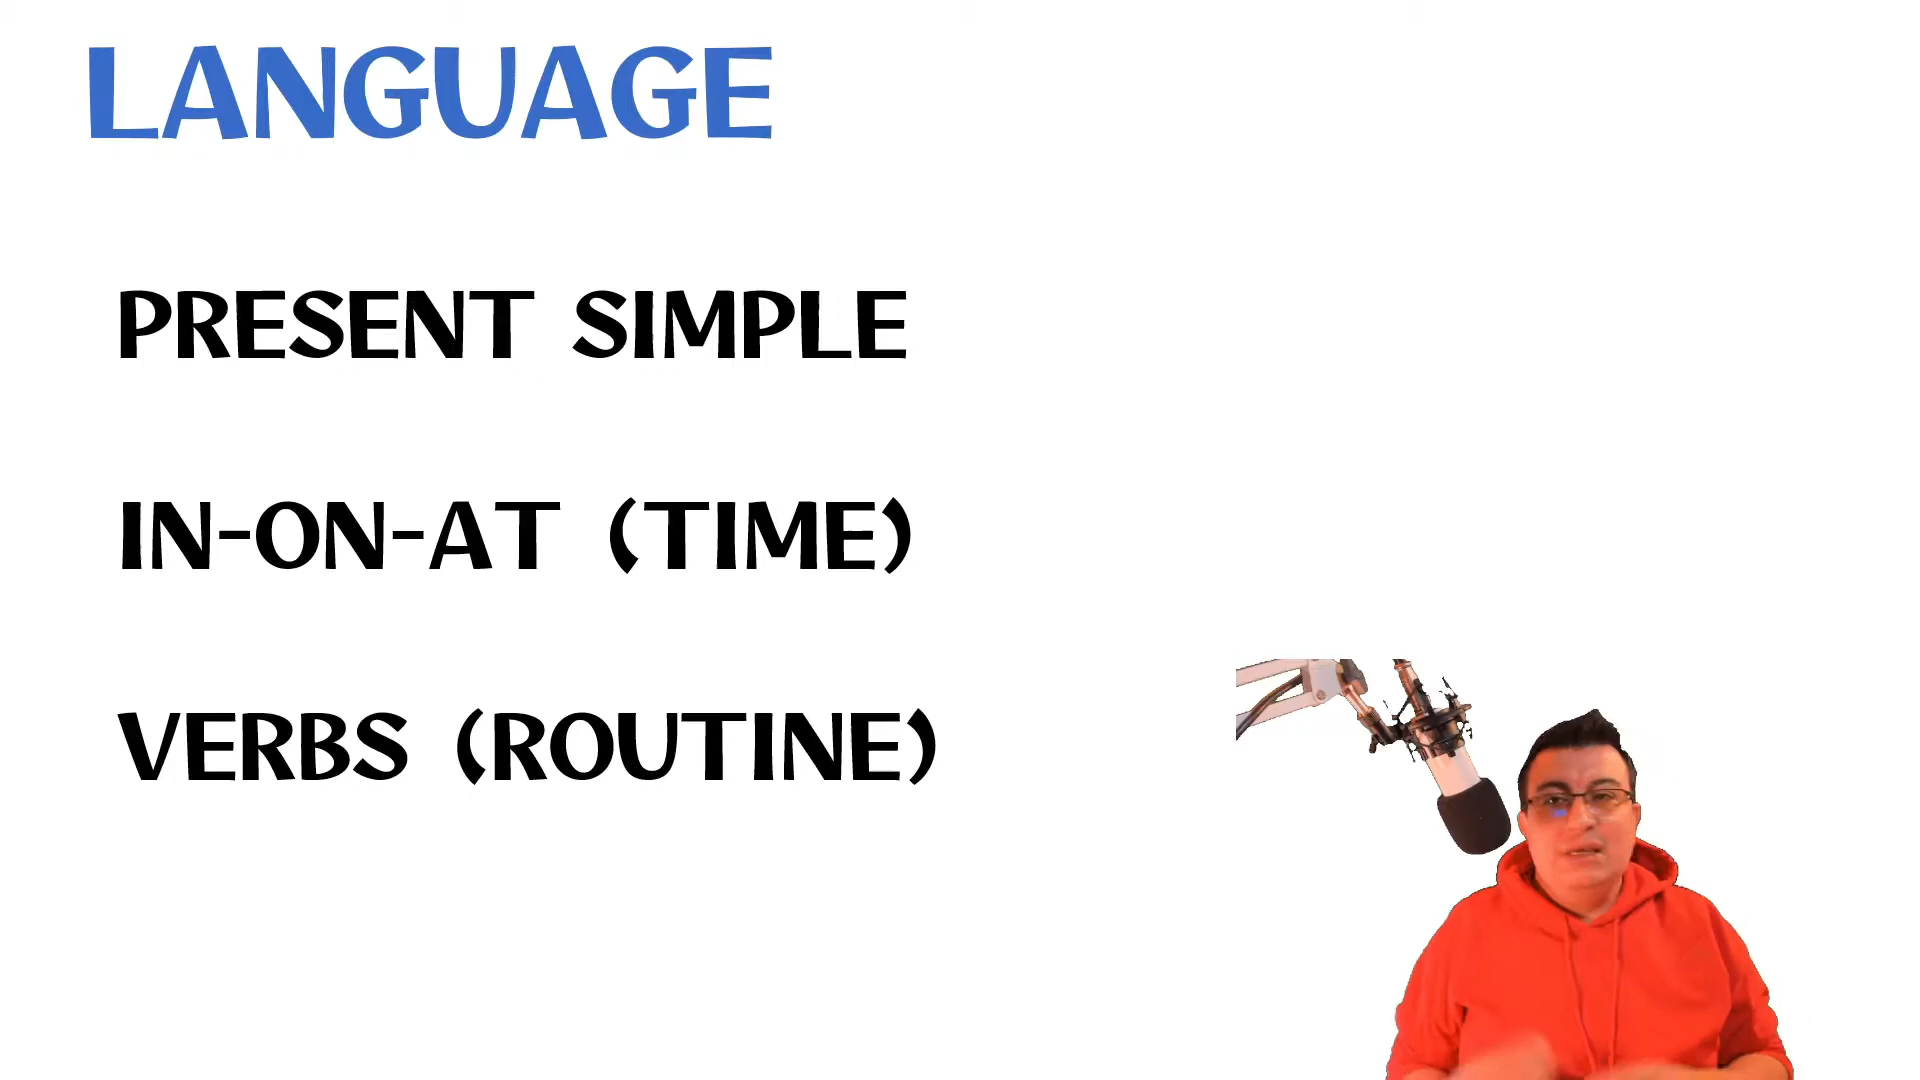 LANGUAGE
PRESENT SIMPLE
IN-ON-AT (TIME)
VERBS (ROUTINE)